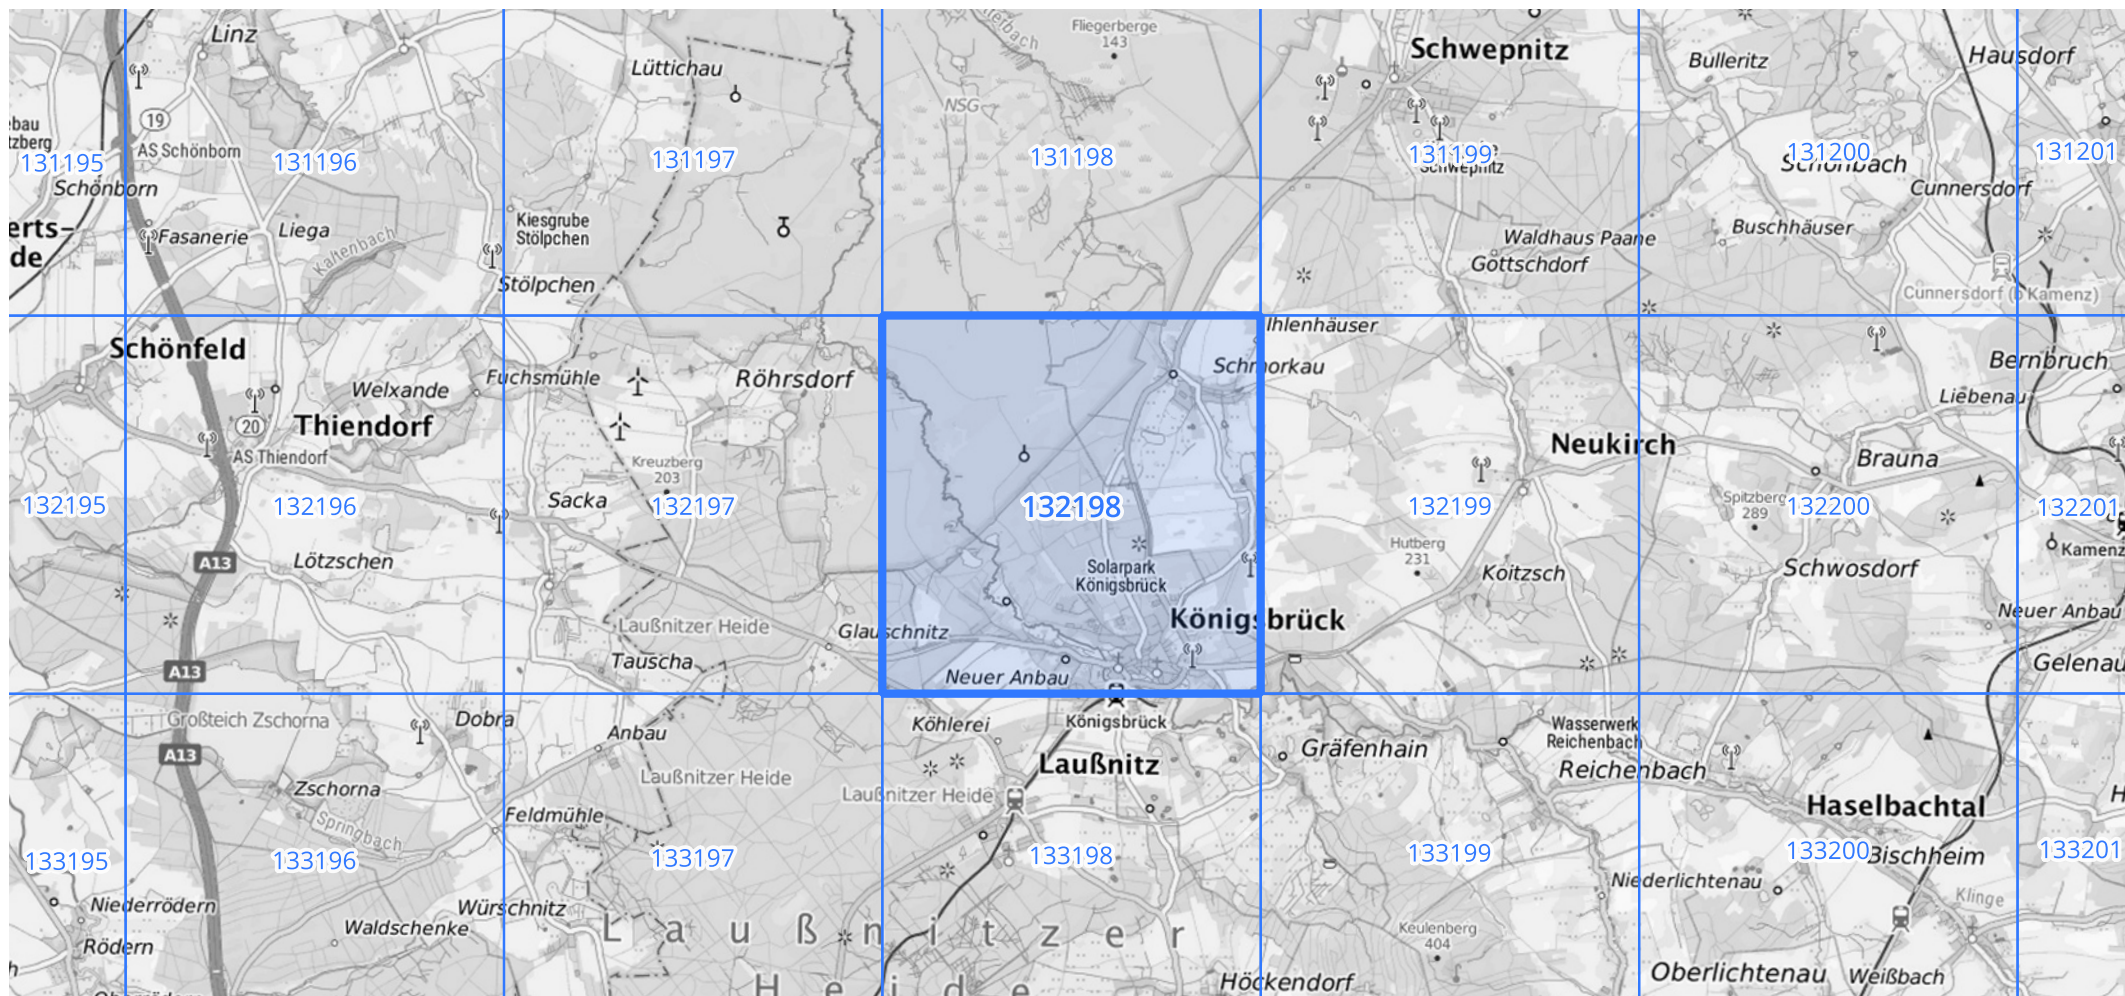 Linz
Lüttichau
Fliegerberge
143
Schwepnitz
Bulleritz
Hausdorf
NSG
19
AS Schönborn
131195
131196
131197
131198
131199
131200
131201
Schönbach
Schönborn
Cunnersdorf
Kiesgrube
Stölpchen
Fasanerie
Liega
Kaltenbach
Buschhäuser
Waldhaus Paane
Gottschdorf
Stölpchen
Cunnersdorf (b Kamenz)
Ihlenhäuser
Schönfeld
Schmorkau
Bernbruch
Fuchsmühle
Röhrsdorf
Welxande
Liebenau
20
Thiendorf
AS Thiendorf
Neukirch
Brauna
Kreuzberg
203
Sacka
Spitzberg
289
132195
132196
132197
132198
132199
132200
132201
Hutberg
231
Kamenz
A13
Lötzschen
Solarpark
Königsbrück
Koitzsch
Schwosdorf
Neuer Anbau
Laußnitzer Heide
Glauschnitz
Königsbrück
Tauscha
A13
Neuer Anbau
Gelenau
Großteich Zschorna
Dobra
Anbau
Köhlerei
Königsbrück
Wasserwerk
Reichenbach
A13
Gräfenhain
Laußnitz
Reichenbach
Zschorna
Laußnitzer Heide
Laußnitzer Heide
Haselbachtal
Springbach
Feldmühle
133195
133196
133197
133198
133199
133200
133201
Bischheim
Niederlichtenau
Klinge
Niederrödern
Würschnitz
Waldschenke
Rödern
Laußnitzer
Heide
Keulenberg
404
Höckendorf
Oberlichtenau
Weißbach